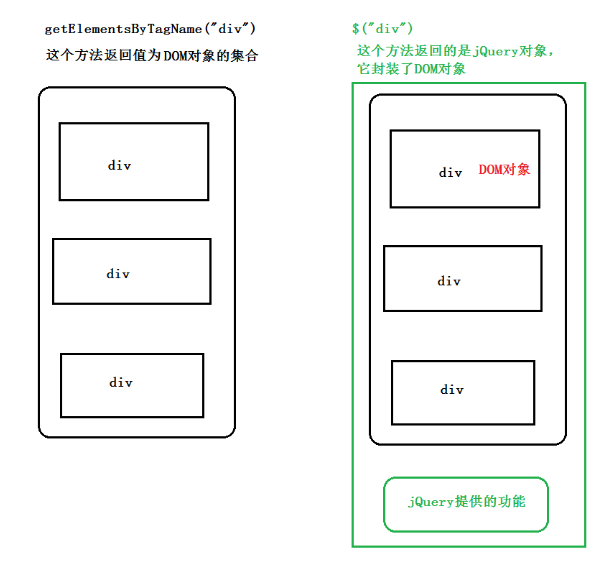 getElementsByTagName("div")
这个方法返回值为DOM对象的集合
div
div
div
$("div")
这个方法返回的是jQuery对象，
它封装了DOM对象
div DOM对象
div
div
jQuery提供的功能